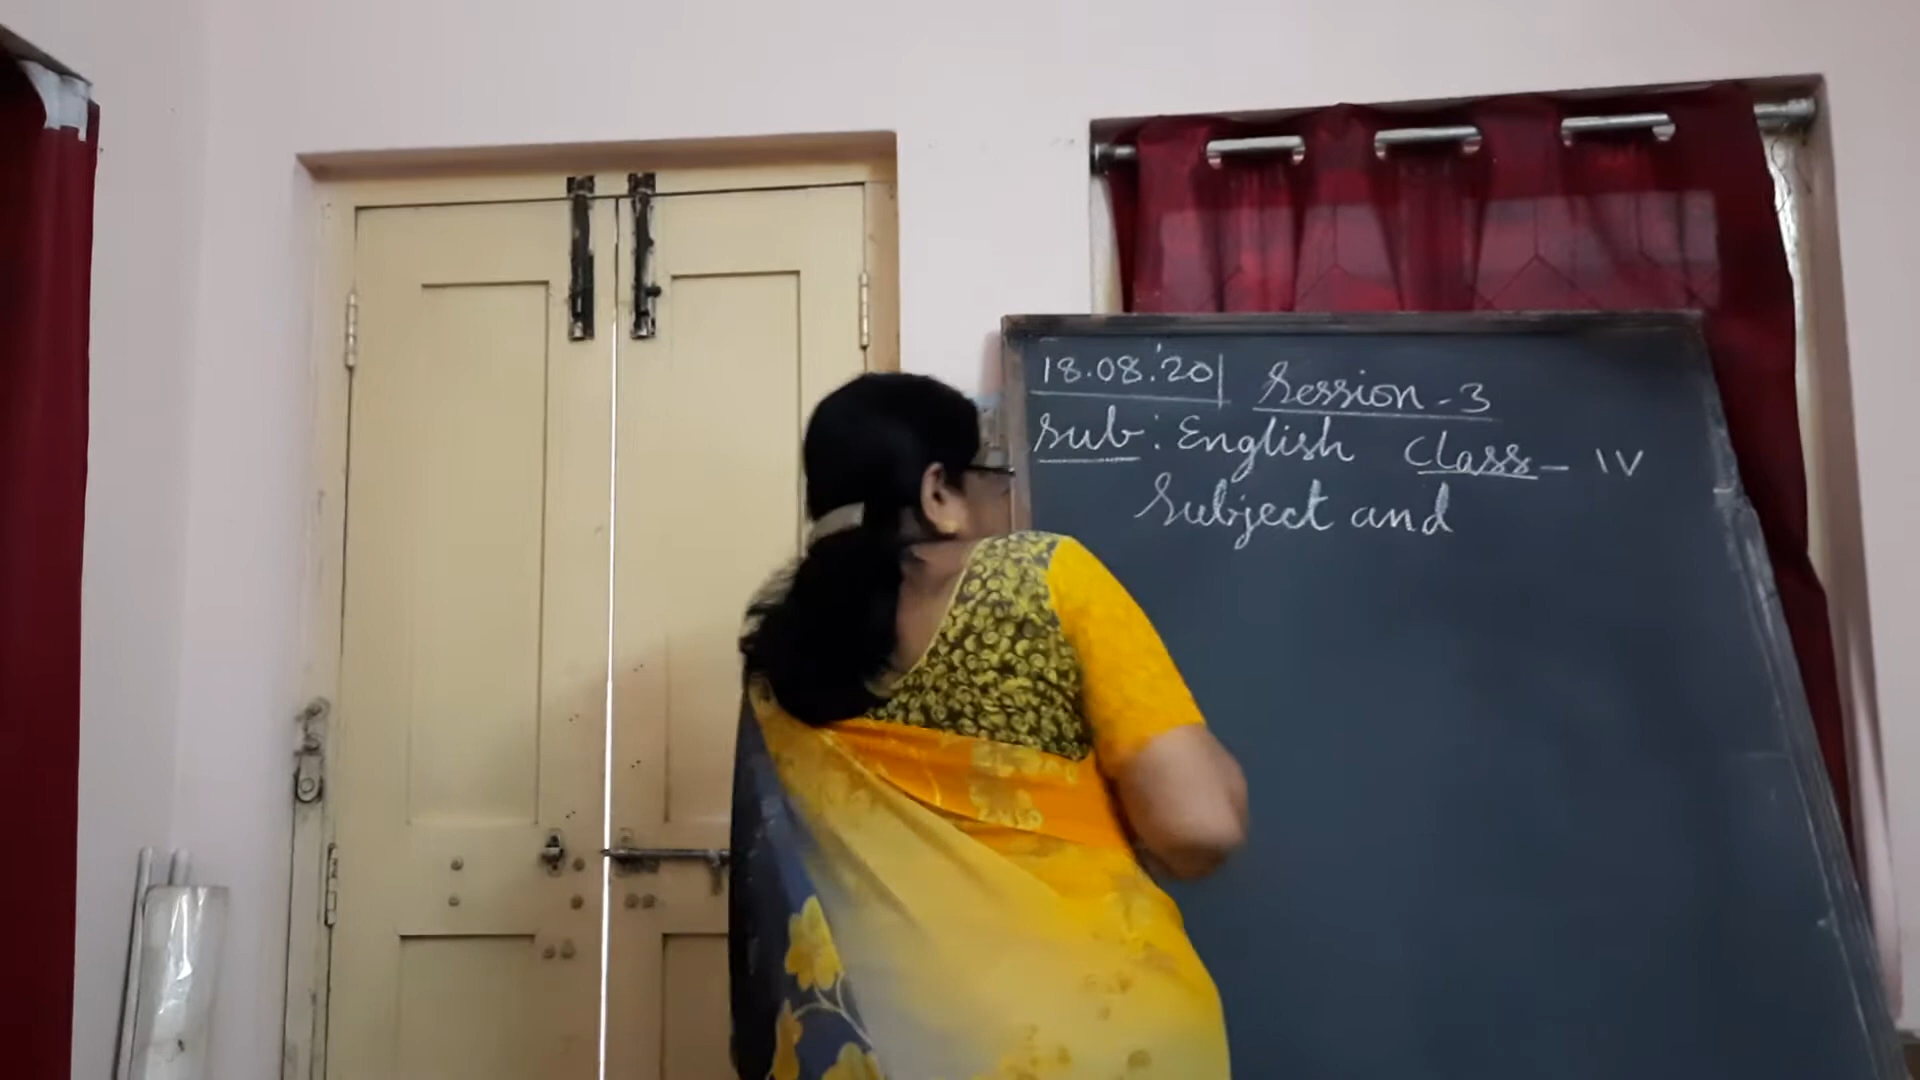 18.08.'20| Session - 3
Sub : English Class - IV
Subject and